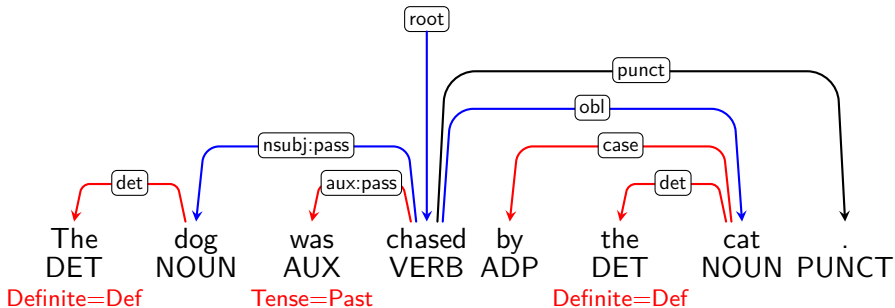 root
punct
obl
nsubj:pass case
det aux:pass det
The dog was chased by the cat .
DET NOUN AUX VERB ADP DET NOUN PUNCT
Definite=Def Tense=Past Definite=Def